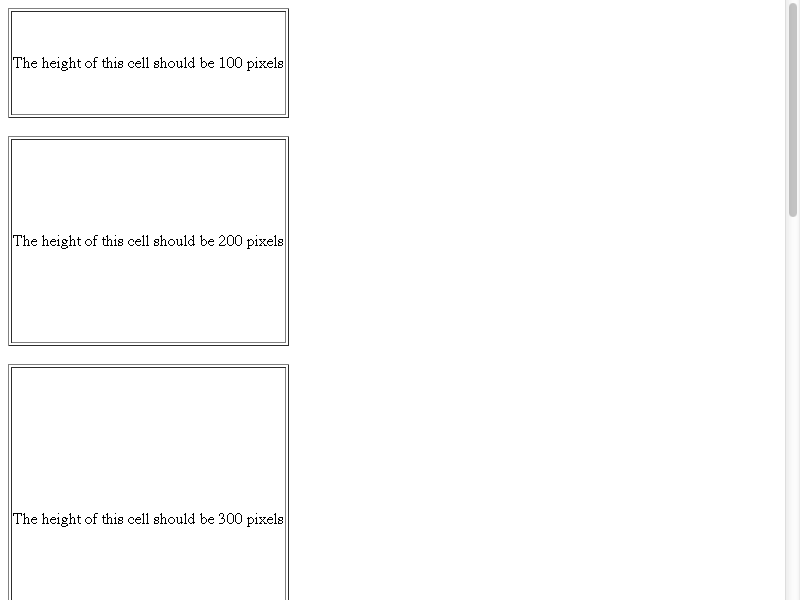 The height of this cell should be 100 pixels
The height of this cell should be 200 pixels
The height of this cell should be 300 pixels